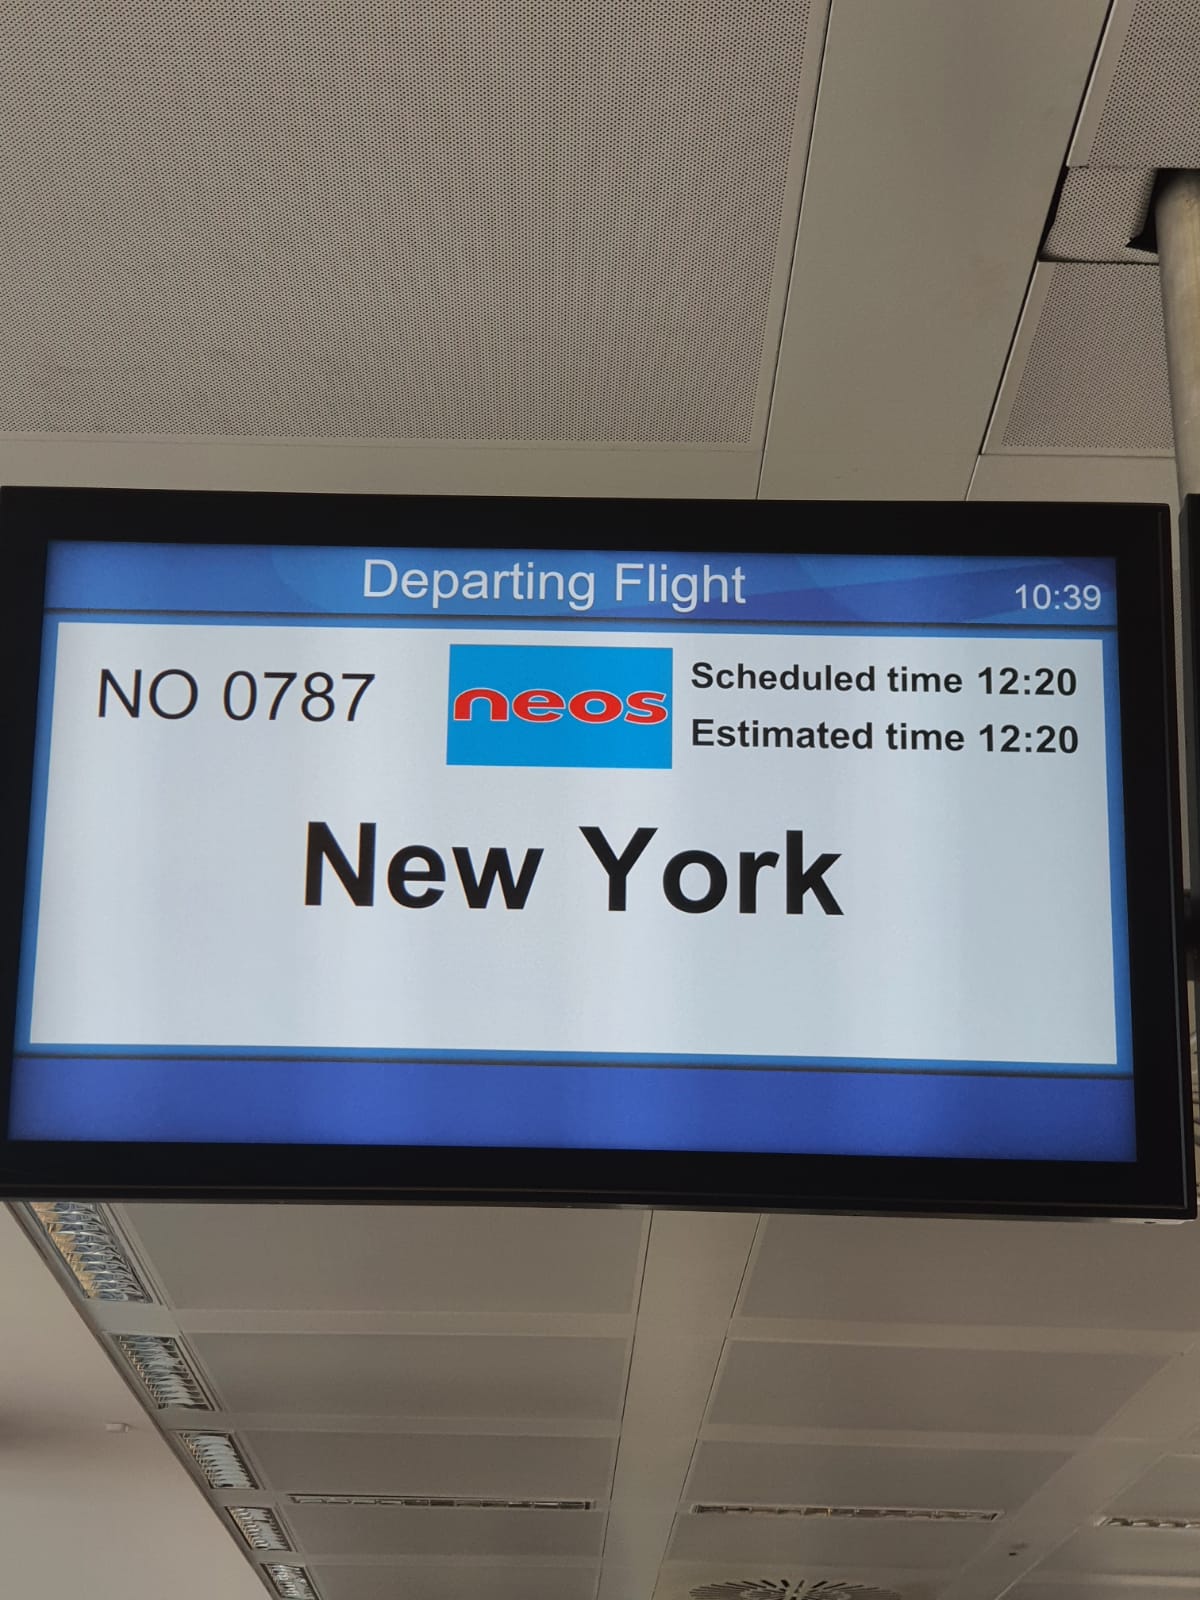 Departing Flight
10:39
NO 0787
neos
Scheduled time 12:20
Estimated time 12:20
New York